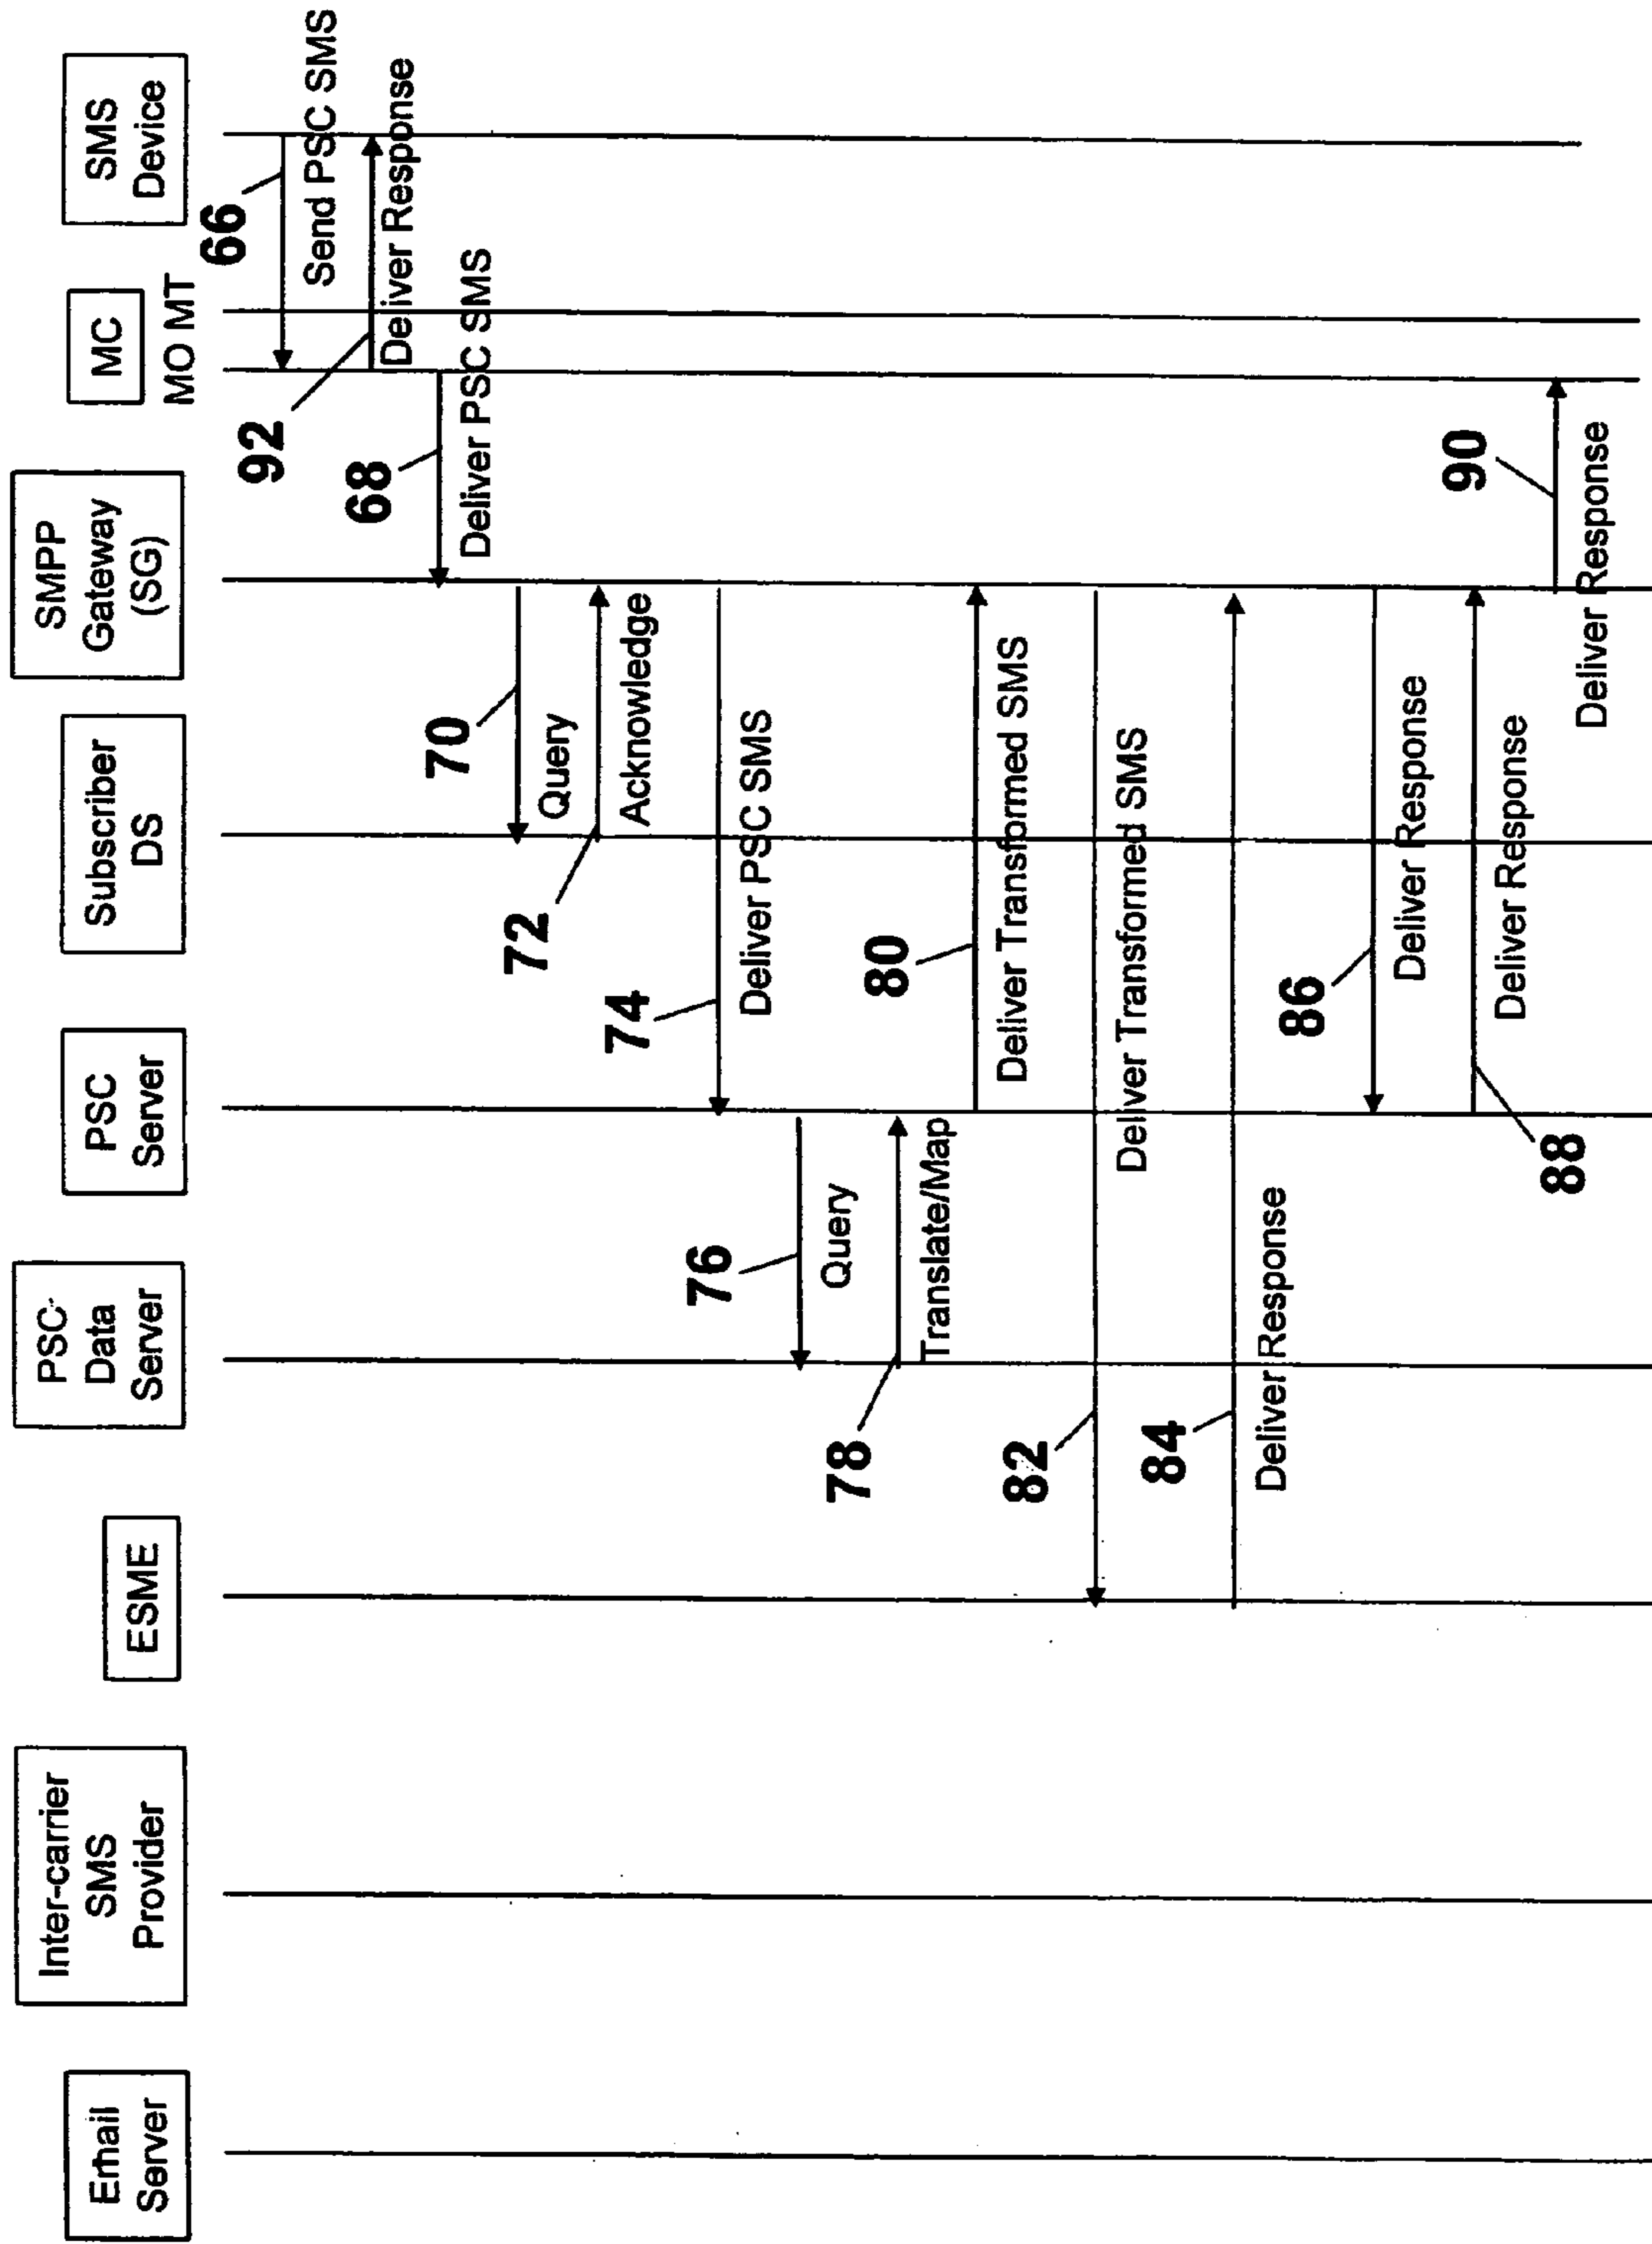 Email
Server
Inter-carrier
SMS
Provider
ESME
PSC
Data
Server
PSC
Server
Subscriber
DS
SMPP
Gateway
(SG)
MC
MO MT
SMS
Device
66
Send PSC SMS
92
Deliver Response
68
Deliver PSC SMS
70
Query
72
Acknowledge
74
Deliver PSC SMS
76
Query
78
Translate/Map
80
Deliver Transformed SMS
82
Deliver Transformed SMS
84
Deliver Response
86
Deliver Response
88
Deliver Response
90
Deliver Response